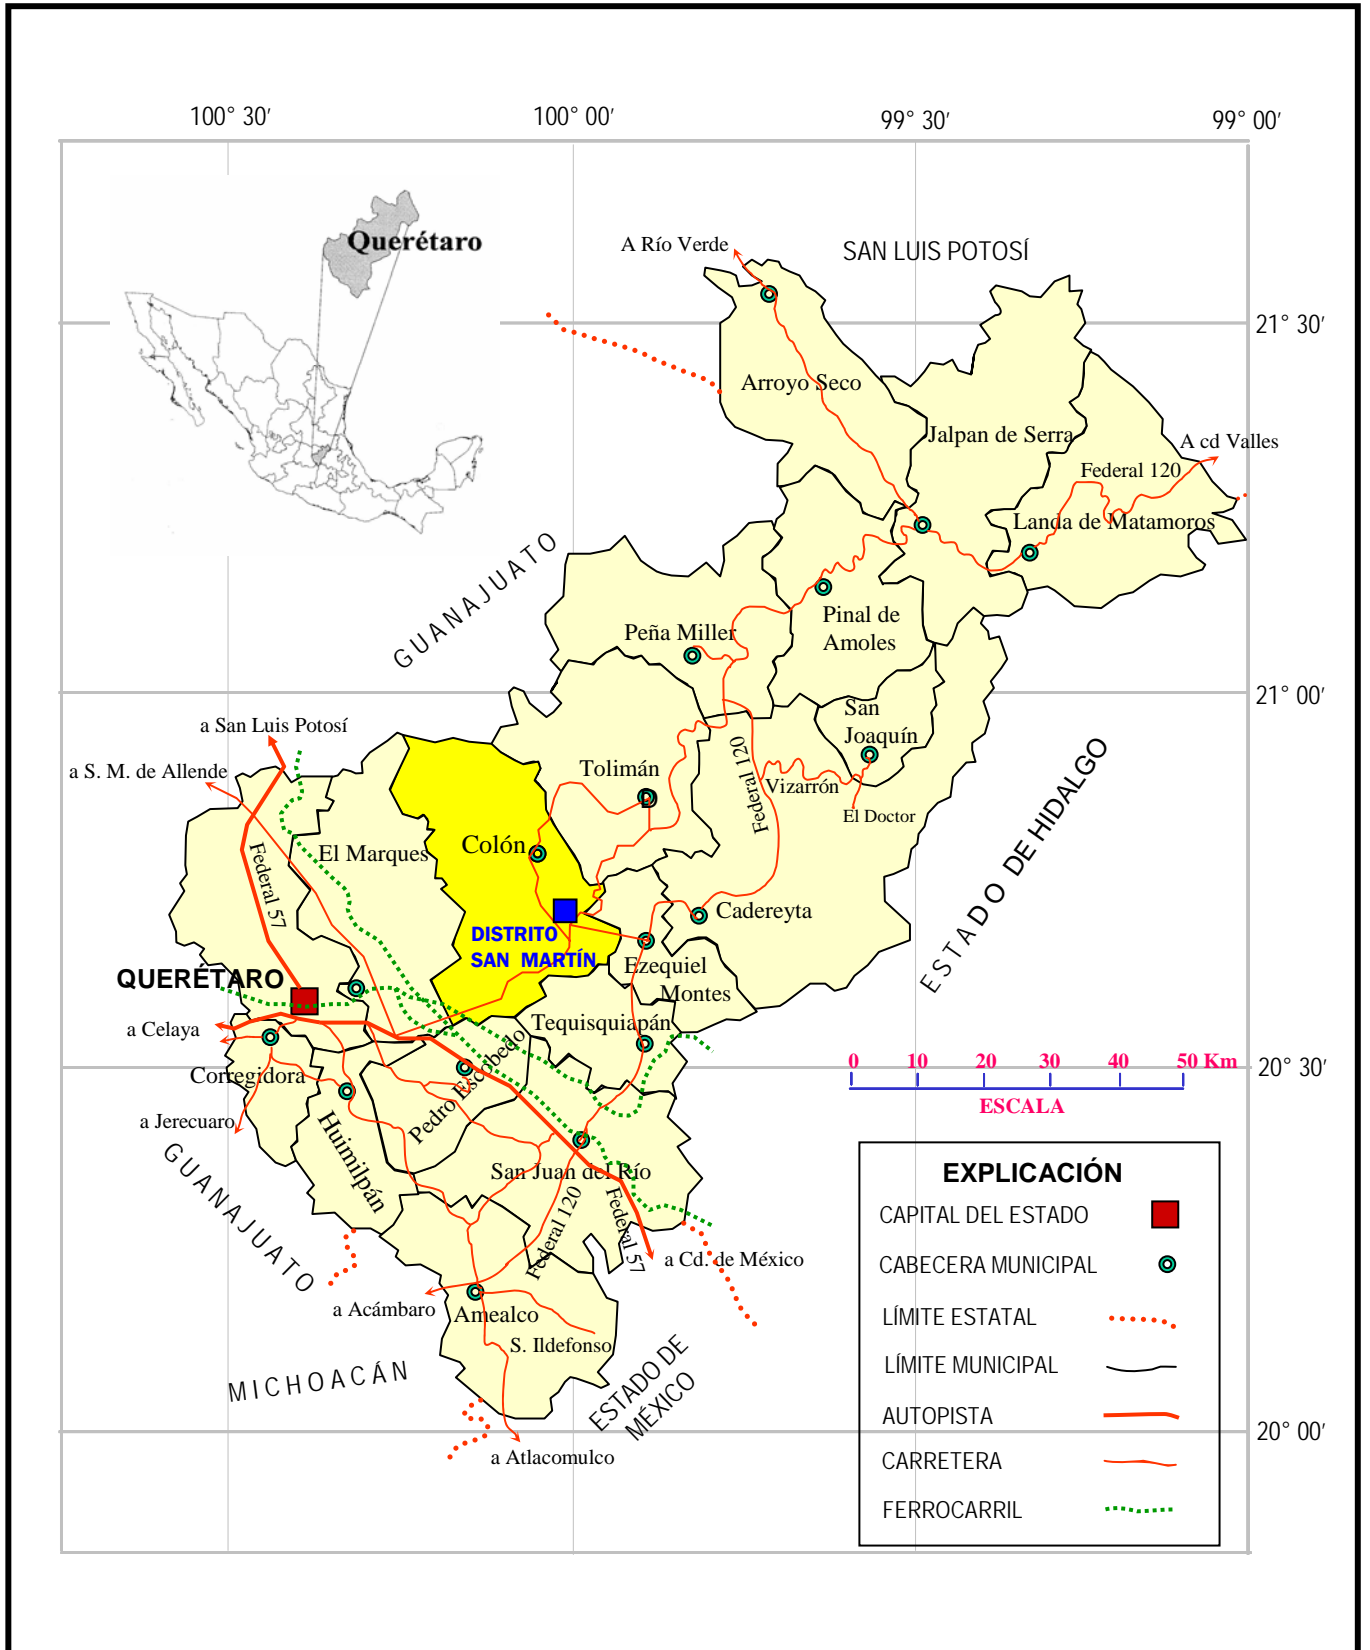 100° 30'
100° 00'
99° 30'
99° 00'
Querétaro
A Río Verde
SAN LUIS POTOSÍ
21° 30'
Arroyo Seco
Jalpan de Serra
A cd Valles
Federal 120
Landa de Matamoros
GUANAJUATO
Pinal de
Amoles
Peña Miller
21° 00'
San
Joaquín
a San Luis Potosí
a S. M. de Allende
Tolimán
Federal 120
Vizarrón
El Doctor
ESTADO DE HIDALGO
Colón
El Marques
Federal 57
Cadereyta
DISTRITO
SAN MARTÍN
Ezequiel
Montes
QUERÉTARO
a Celaya
Tequisquiapán
Pedro Escobedo
0 10 20 30 40 50 Km
ESCALA
20° 30'
Corregidora
a Jerecuaro
Huimilpán
GUANAJUATO
San Juan del Río
Federal 120
Federal 57
a Cd. de México
a Acámbaro
Amealco
S. Ildefonso
MICHOACÁN
ESTADO DE
MÉXICO
a Atlacomulco
20° 00'
EXPLICACIÓN
CAPITAL DEL ESTADO
CABECERA MUNICIPAL
LÍMITE ESTATAL
LÍMITE MUNICIPAL
AUTOPISTA
CARRETERA
FERROCARRIL